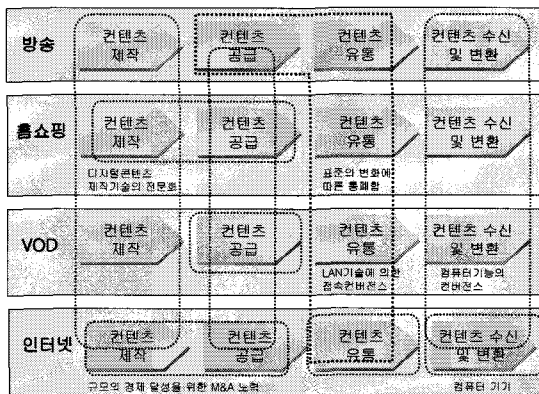 방송
컨텐츠
제작
컨텐츠
공급
컨텐츠
유통
컨텐츠 수신
및 변환
홈쇼핑
컨텐츠
제작
컨텐츠
공급
컨텐츠
유통
컨텐츠 수신
및 변환
디지털콘텐츠
제작기술의 전문화
표준의 변화에
따른 통폐합
VOD
컨텐츠
제작
컨텐츠
공급
컨텐츠
유통
컨텐츠 수신
및 변환
LAN기술에 의한
접속컨버전스
컴퓨터기능의
컨버전스
인터넷
컨텐츠
제작
컨텐츠
공급
컨텐츠
유통
컨텐츠 수신
및 변환
규모의 경제 달성을 위한 M&A 노력
컴퓨터 기기